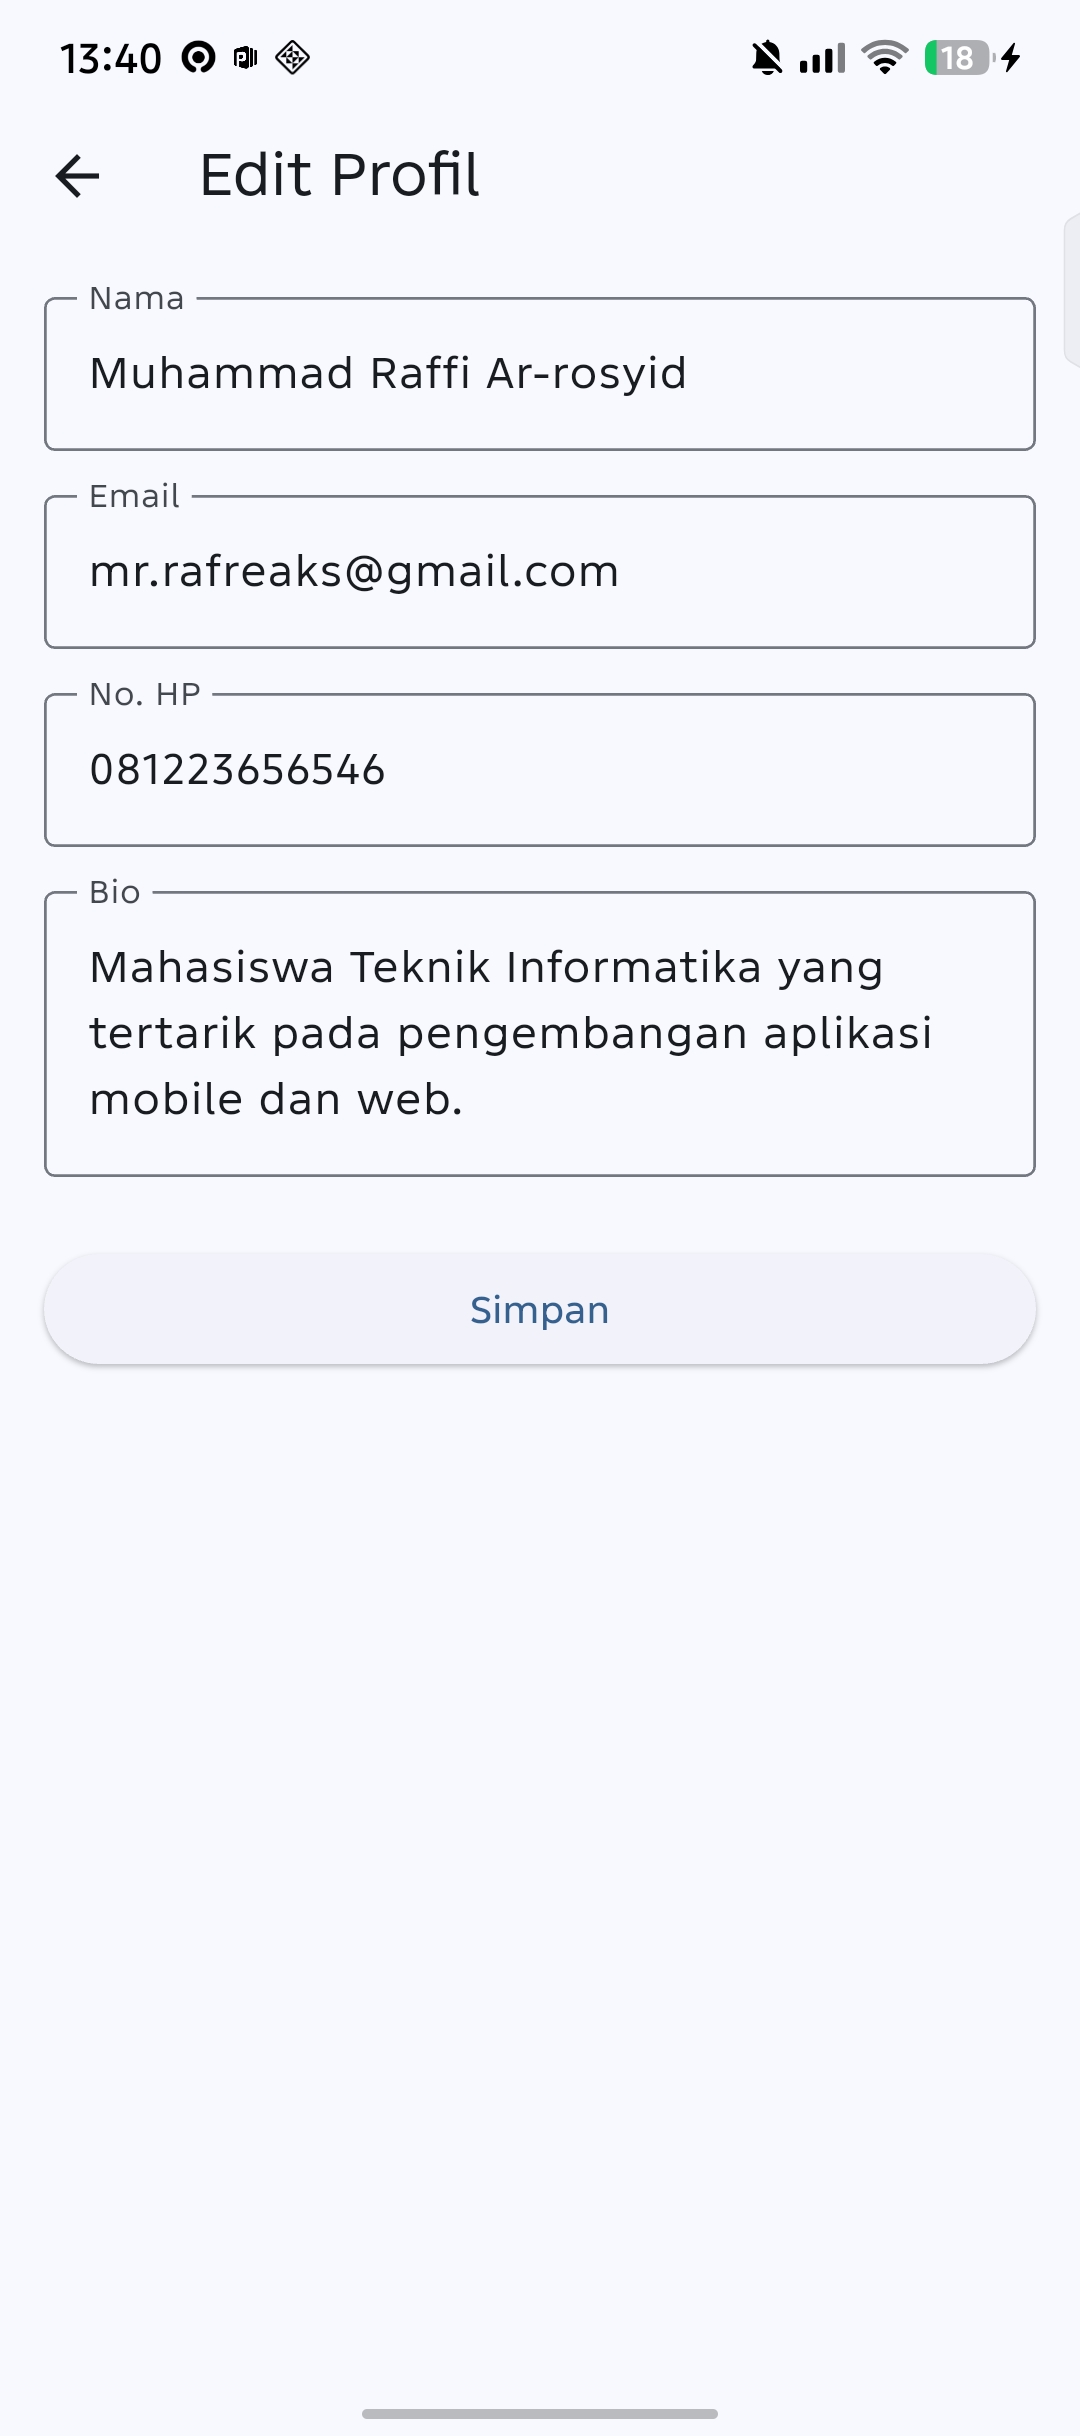 13:40
18
Edit Profil
Nama
Muhammad Raffi Ar-rosyid
Email
mr.rafreaks@gmail.com
No. HP
081223656546
Bio
Mahasiswa Teknik Informatika yang
tertarik pada pengembangan aplikasi
mobile dan web.
Simpan